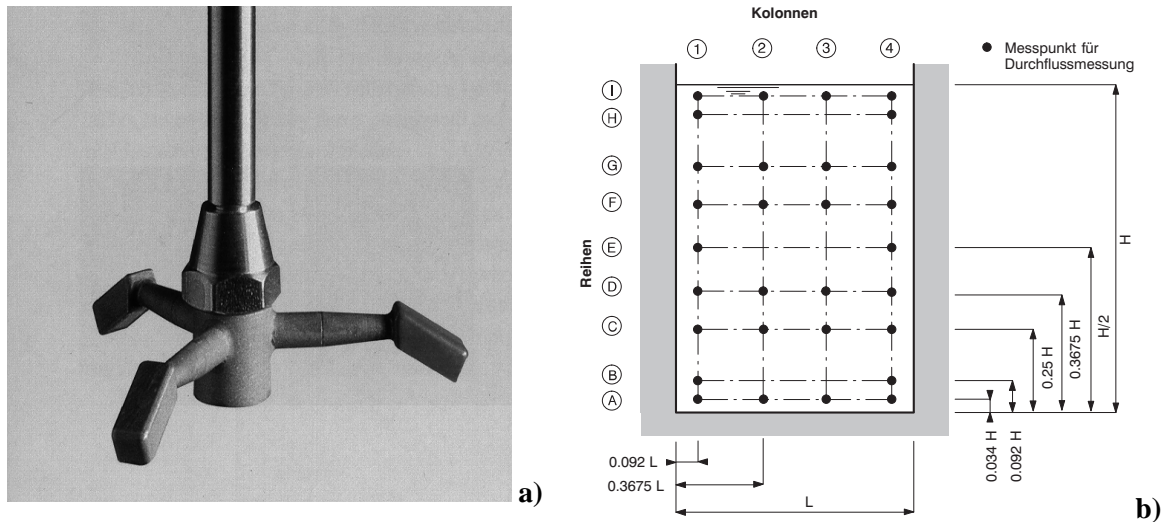 a)
Kolonnen
1 2 3 4
Messpunkt für
Durchflussmessung
Reihen
I
H
G
F
E
D
C
B
A
H
H/2
0.3675 H
0.25 H
0.092 H
0.034 H
0.092 L
0.3675 L
L
b)